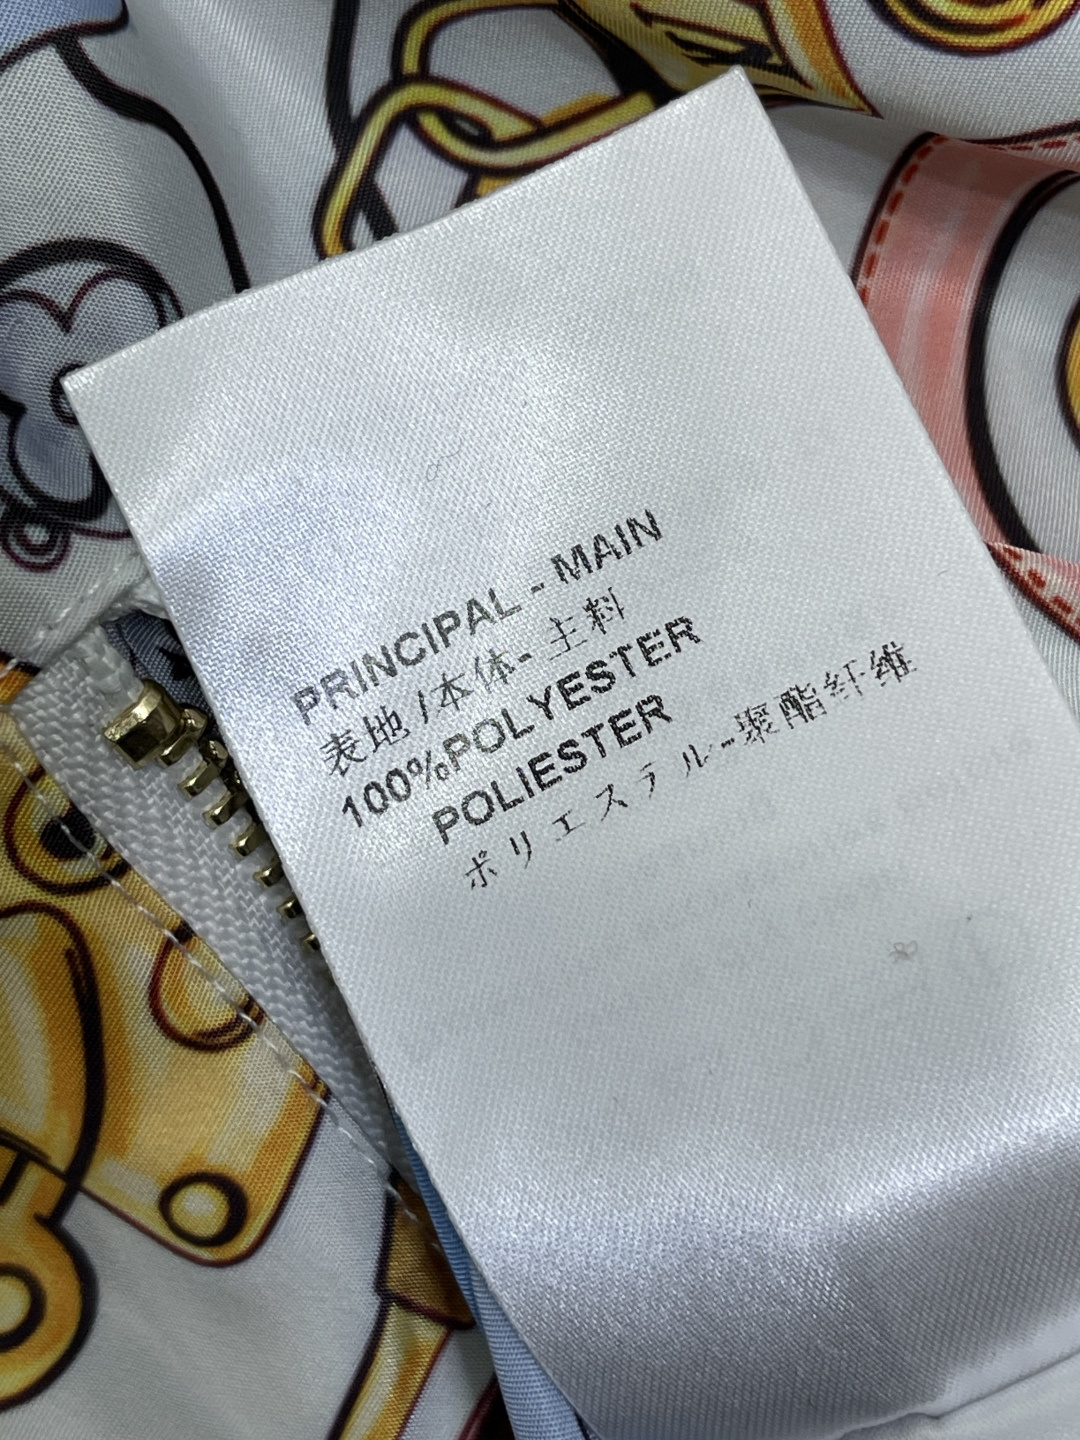 PRINCIPAL - MAIN
表地 / 本体 - 主料
100%POLYESTER
POLIESTER
ポリエステル-聚酯纤维